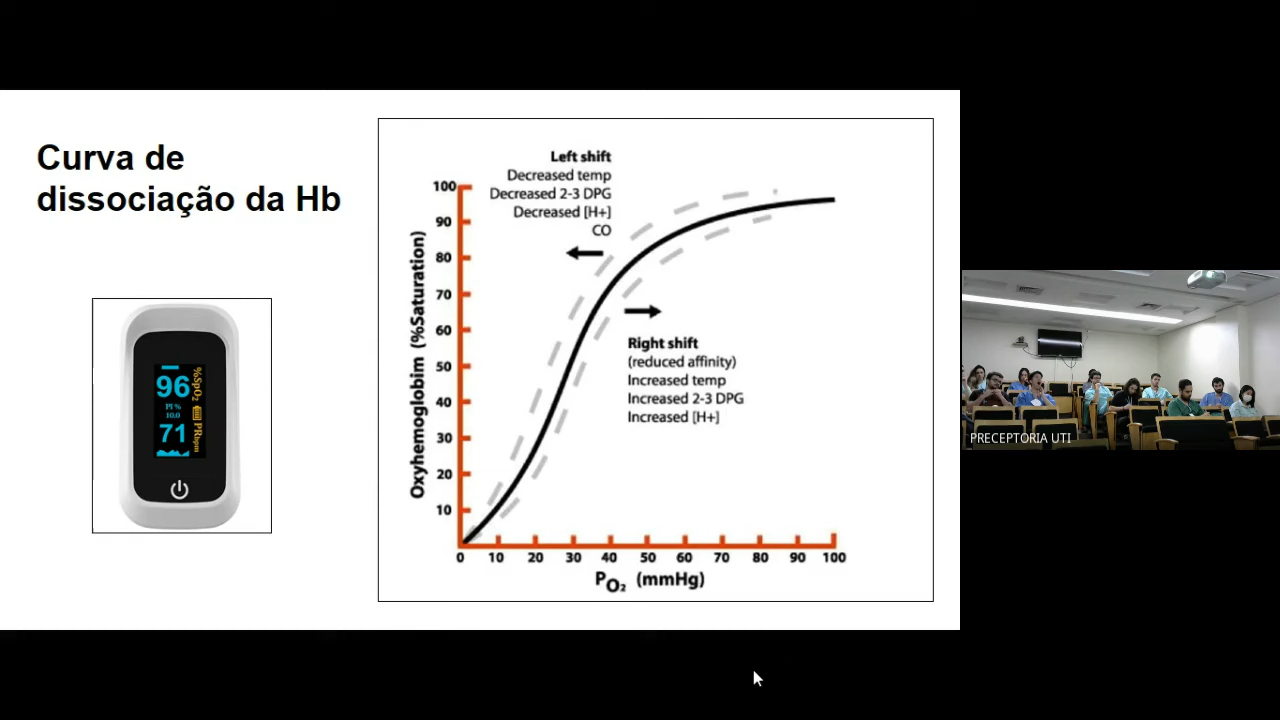 Curva de
dissociação da Hb
96
%SpO2
PI %
10.0
71
PRbpm
Left shift
Decreased temp
Decreased 2-3 DPG
Decreased [H+]
CO
Right shift
(reduced affinity)
Increased temp
Increased 2-3 DPG
Increased [H+]
Oxyhemoglobim (%Saturation)
100
90
80
70
60
50
40
30
20
10
0 10 20 30 40 50 60 70 80 90 100
PO2 (mmHg)
PRECEPTORIA UTI